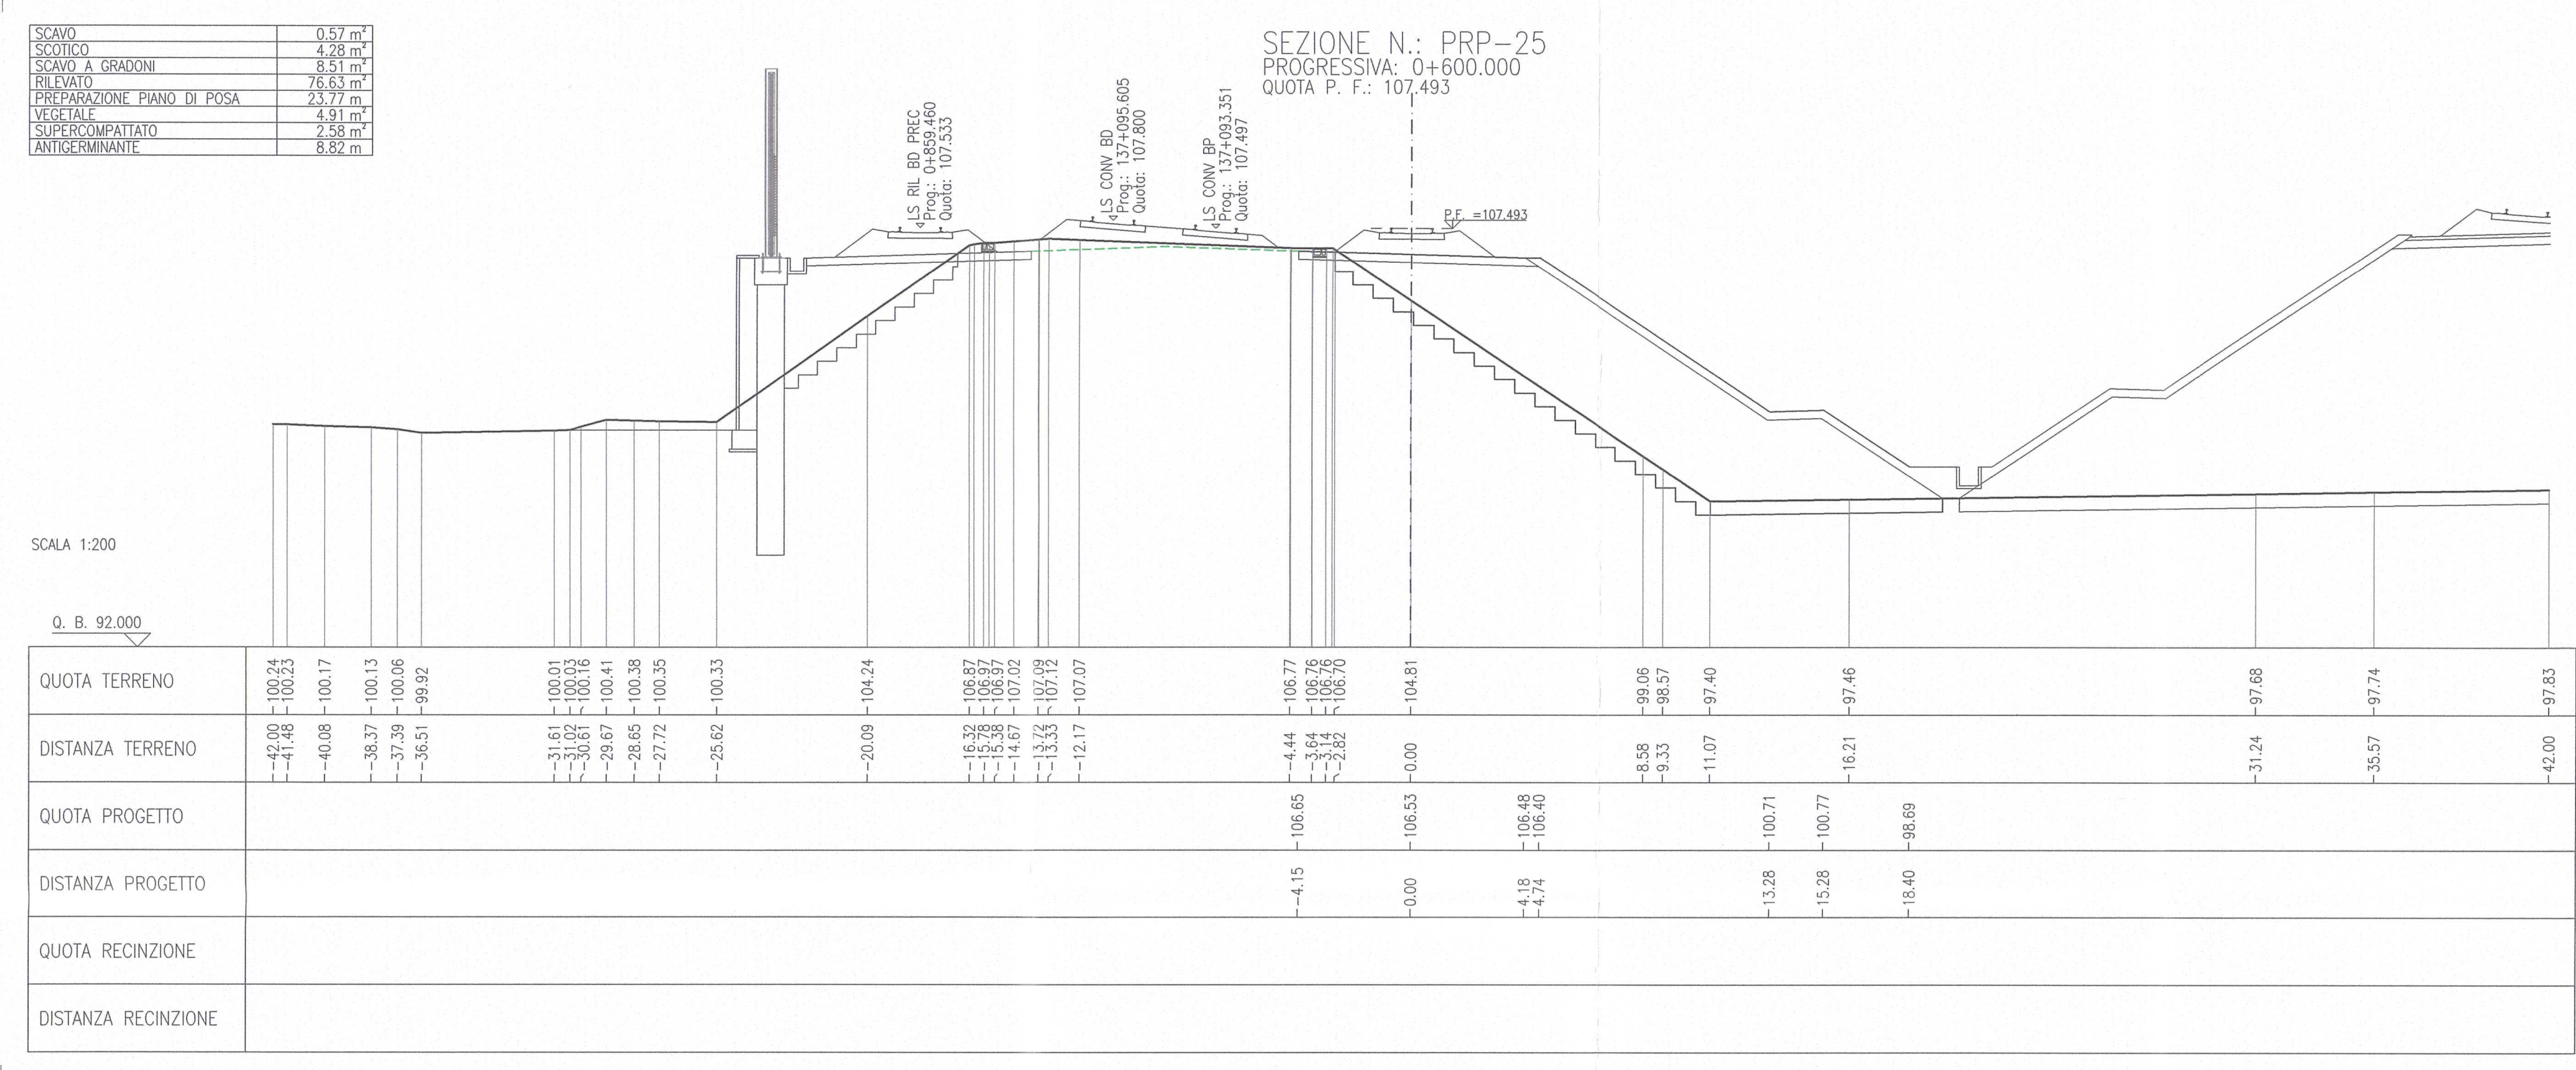 SCAVO 0.57 m²
SCOTICO 4.28 m²
SCAVO A GRADONI 8.51 m²
RILEVATO 76.63 m²
PREPARAZIONE PIANO DI POSA 23.77 m
VEGETALE 4.91 m²
SUPERCOMPATTATO 2.58 m²
ANTIGERMINANTE 8.82 m
SEZIONE N.: PRP-25
PROGRESSIVA: 0+600.000
QUOTA P. F.: 107.493
LS RIL BD PREC
Prog.: 0+859.460
Quota: 107.533
LS CONV BD
Prog.: 137+095.605
Quota: 107.800
LS CONV BP
Prog.: 137+093.351
Quota: 107.497
P.F. =107.493
SCALA 1:200
Q. B. 92.000
QUOTA TERRENO 100.24 100.23 100.17 100.13 100.06 99.92 100.01 100.03 100.16 100.41 100.38 100.35 100.33 104.24 106.87 106.97 106.97 107.02 107.09 107.12 107.07 106.77 106.76 106.76 106.70 104.81 99.06 98.57 97.40 97.46 97.68 97.74 97.83
DISTANZA TERRENO -42.00 -41.48 -40.08 -38.37 -37.39 -36.51 -31.61 -31.02 -30.61 -29.67 -28.65 -27.72 -25.62 -20.09 -16.32 -15.78 -15.38 -14.67 -13.72 -13.33 -12.17 -4.44 -3.64 -3.14 -2.82 0.00 8.58 9.33 11.07 16.21 31.24 35.57 42.00
QUOTA PROGETTO 106.65 106.53 106.48 106.40 100.71 100.77 98.69
DISTANZA PROGETTO -4.15 0.00 4.18 4.74 13.28 15.28 18.40
QUOTA RECINZIONE
DISTANZA RECINZIONE